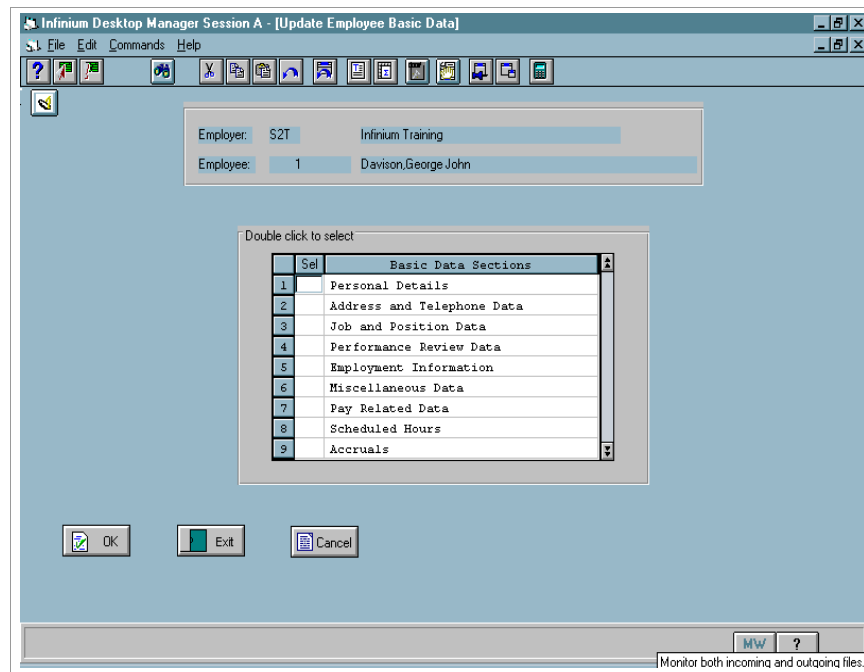 Infinium Desktop Manager Session A - [Update Employee Basic Data]
File Edit Commands Help
Employer: S2T Infinium Training
Employee: 1 Davison,George John
Double click to select
Sel Basic Data Sections
1 Personal Details
2 Address and Telephone Data
3 Job and Position Data
4 Performance Review Data
5 Employment Information
6 Miscellaneous Data
7 Pay Related Data
8 Scheduled Hours
9 Accruals
OK Exit Cancel
MW ?
Monitor both incoming and outgoing files